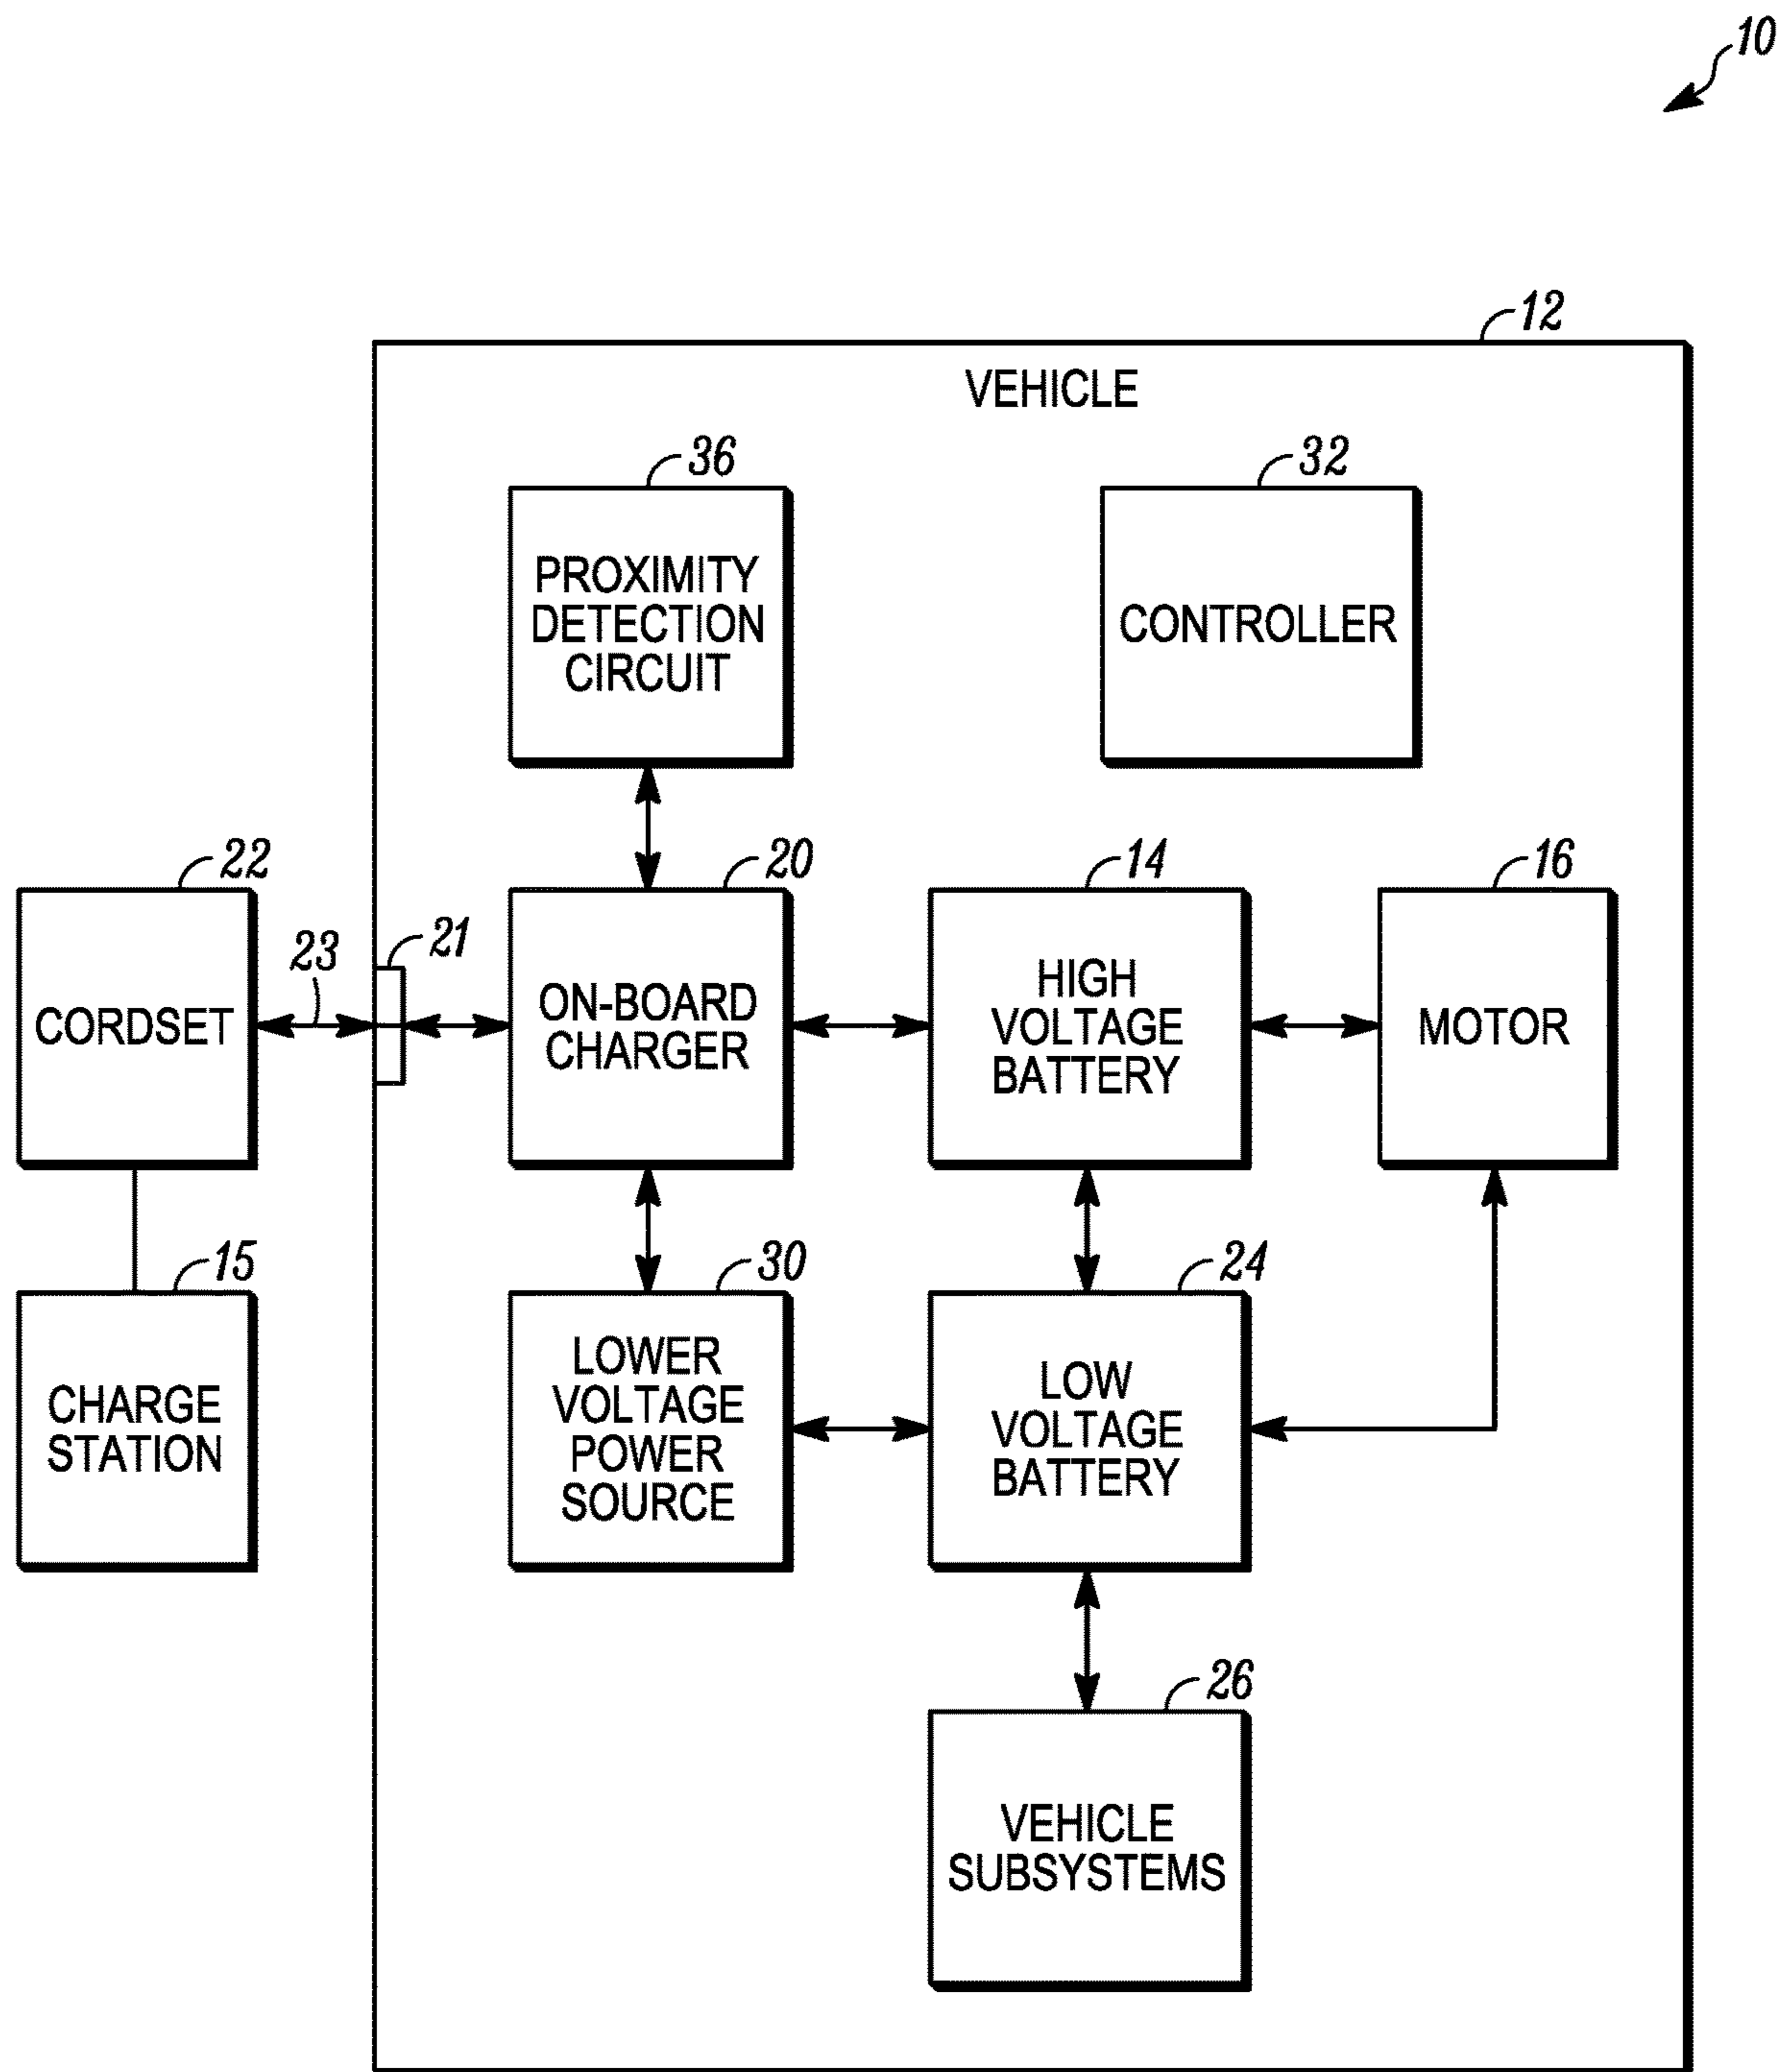 10
12
VEHICLE
36
32
PROXIMITY
DETECTION
CIRCUIT
CONTROLLER
22
20
14
16
23
21
CORDSET
ON-BOARD
CHARGER
HIGH
VOLTAGE
BATTERY
MOTOR
15
30
24
CHARGE
STATION
LOWER
VOLTAGE
POWER
SOURCE
LOW
VOLTAGE
BATTERY
26
VEHICLE
SUBSYSTEMS